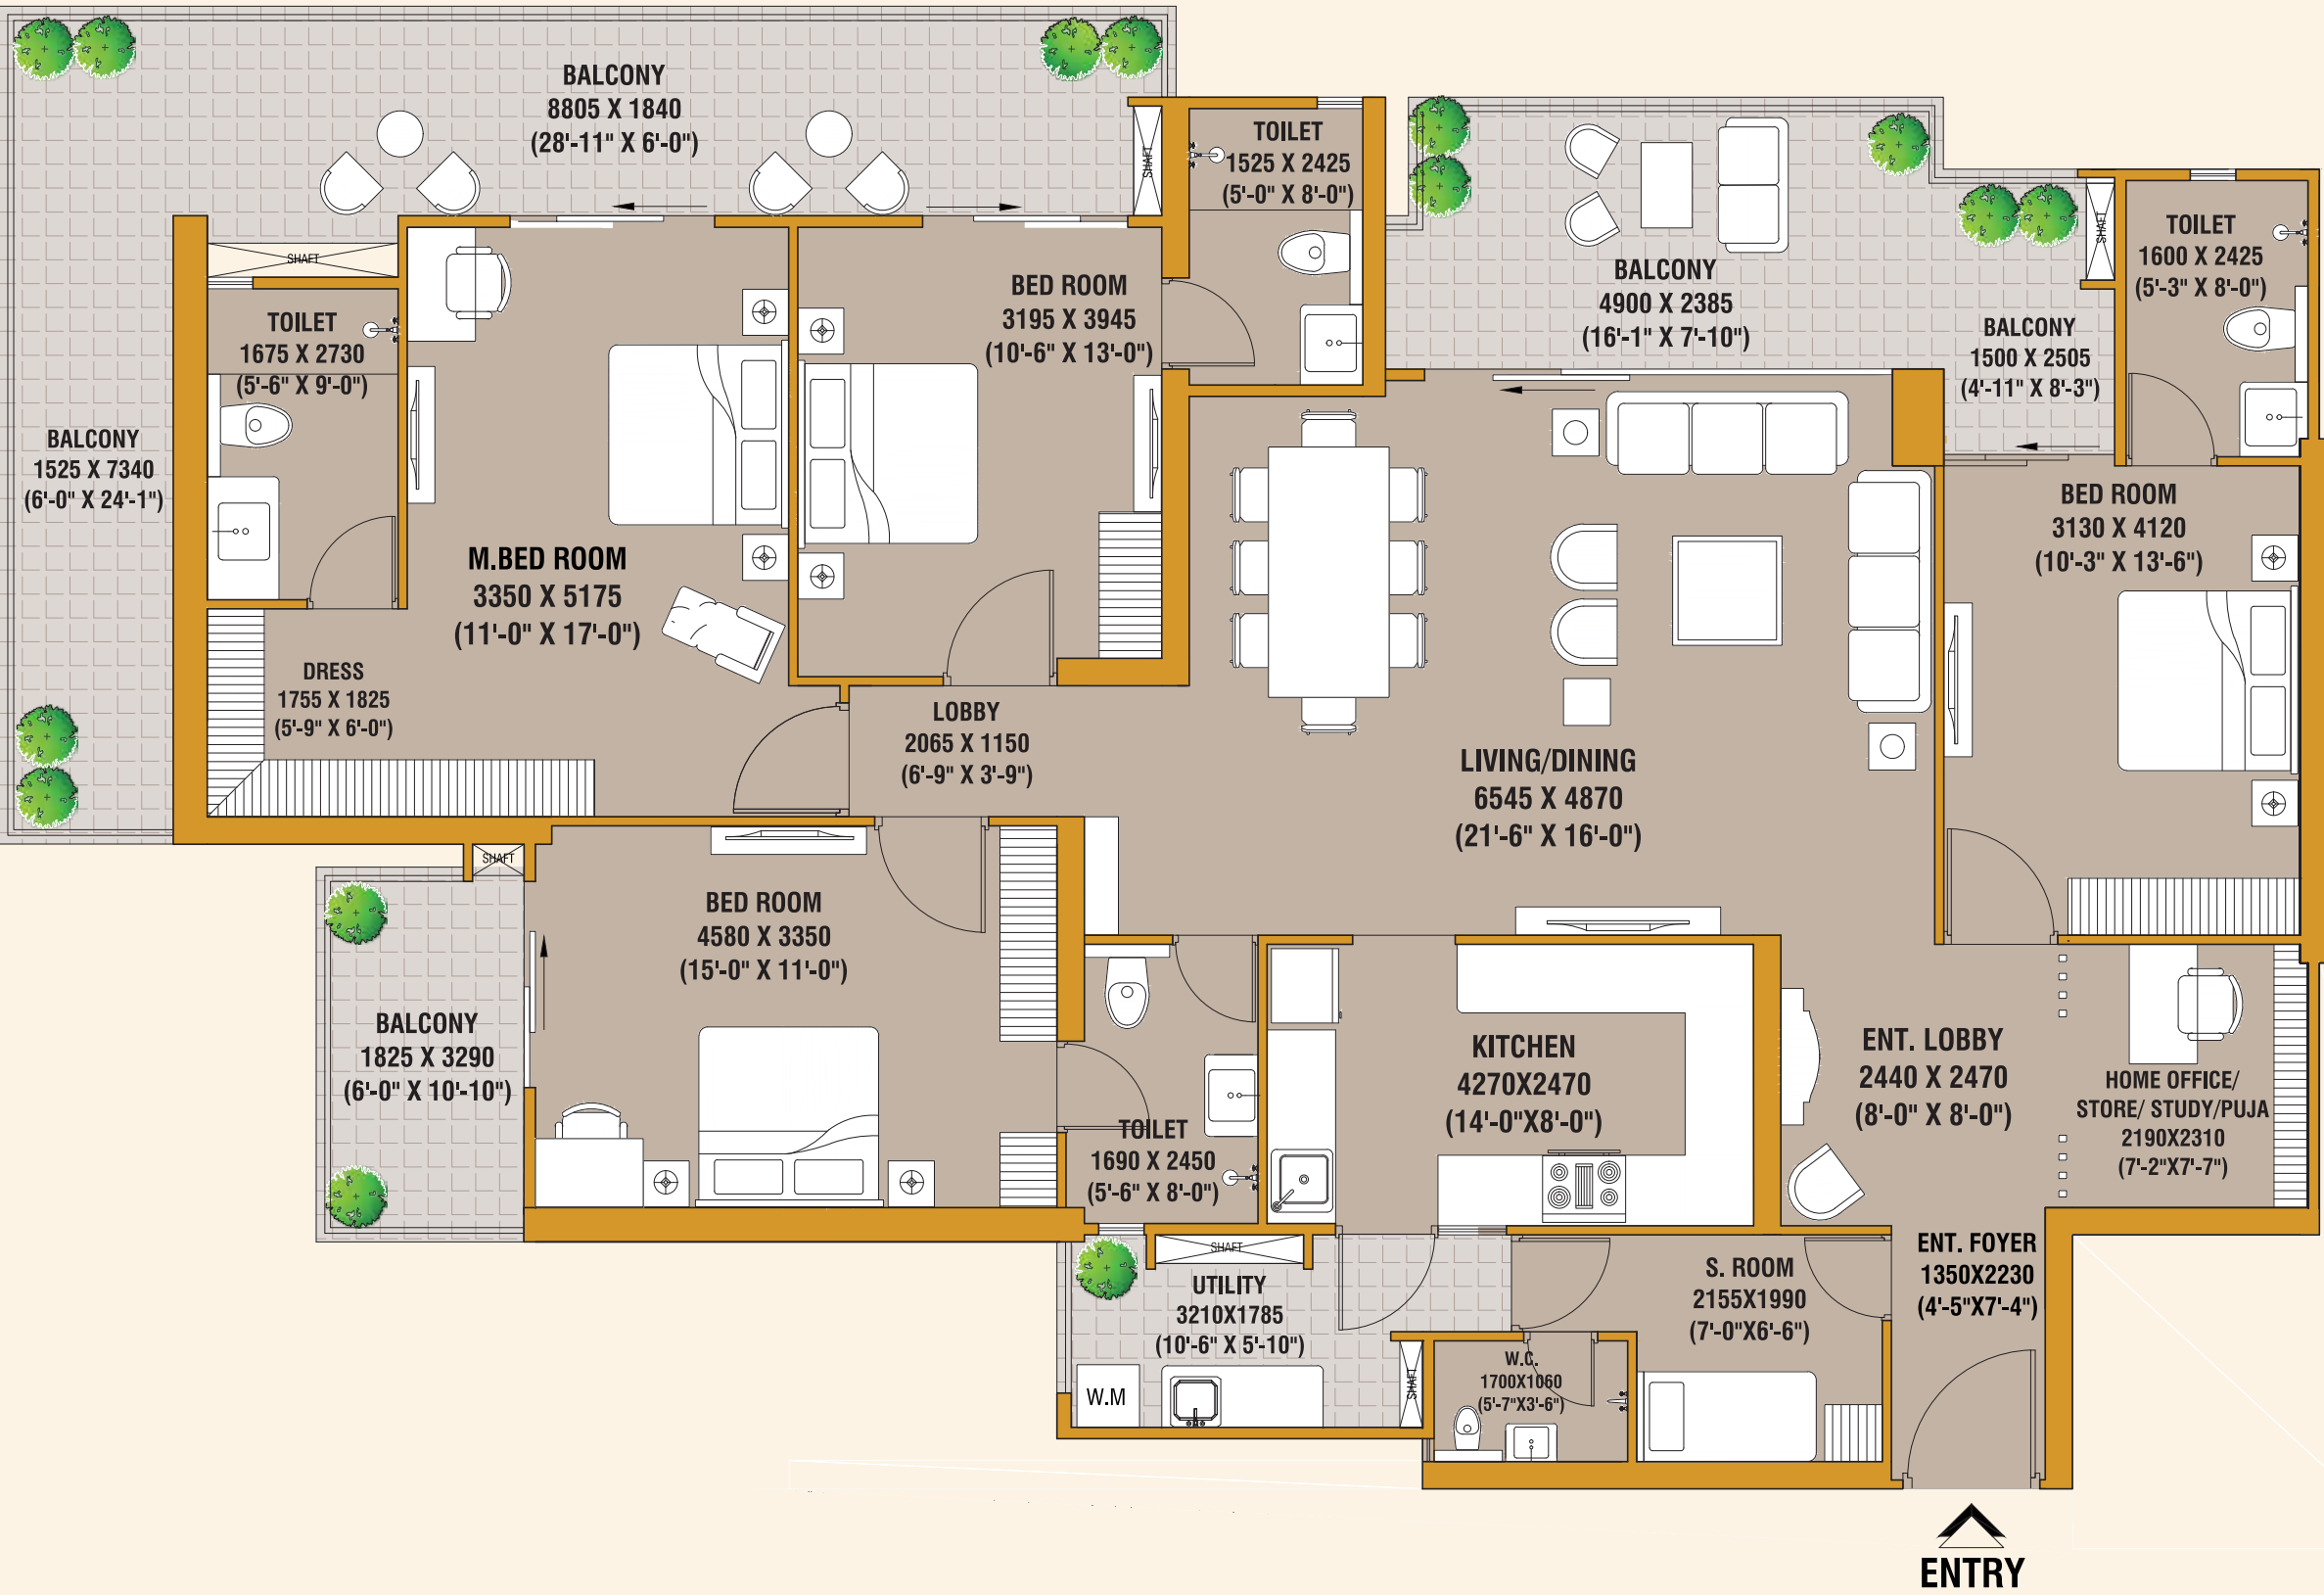 BALCONY
8805 X 1840
(28'-11" X 6'-0")
SHAFT
TOILET
1525 X 2425
(5'-0" X 8'-0")
BALCONY
4900 X 2385
(16'-1" X 7'-10")
SHAFT
TOILET
1600 X 2425
(5'-3" X 8'-0")
BALCONY
1500 X 2505
(4'-11" X 8'-3")
SHAFT
TOILET
1675 X 2730
(5'-6" X 9'-0")
BED ROOM
3195 X 3945
(10'-6" X 13'-0")
BALCONY
1525 X 7340
(6'-0" X 24'-1")
M.BED ROOM
3350 X 5175
(11'-0" X 17'-0")
BED ROOM
3130 X 4120
(10'-3" X 13'-6")
DRESS
1755 X 1825
(5'-9" X 6'-0")
LOBBY
2065 X 1150
(6'-9" X 3'-9")
LIVING/DINING
6545 X 4870
(21'-6" X 16'-0")
SHAFT
BED ROOM
4580 X 3350
(15'-0" X 11'-0")
BALCONY
1825 X 3290
(6'-0" X 10'-10")
TOILET
1690 X 2450
(5'-6" X 8'-0")
KITCHEN
4270X2470
(14'-0"X8'-0")
ENT. LOBBY
2440 X 2470
(8'-0" X 8'-0")
HOME OFFICE/
STORE/ STUDY/PUJA
2190X2310
(7'-2"X7'-7")
SHAFT
UTILITY
3210X1785
(10'-6" X 5'-10")
W.M
SHAFT
W.C.
1700X1060
(5'-7"X3'-6")
S. ROOM
2155X1990
(7'-0"X6'-6")
ENT. FOYER
1350X2230
(4'-5"X7'-4")
ENTRY